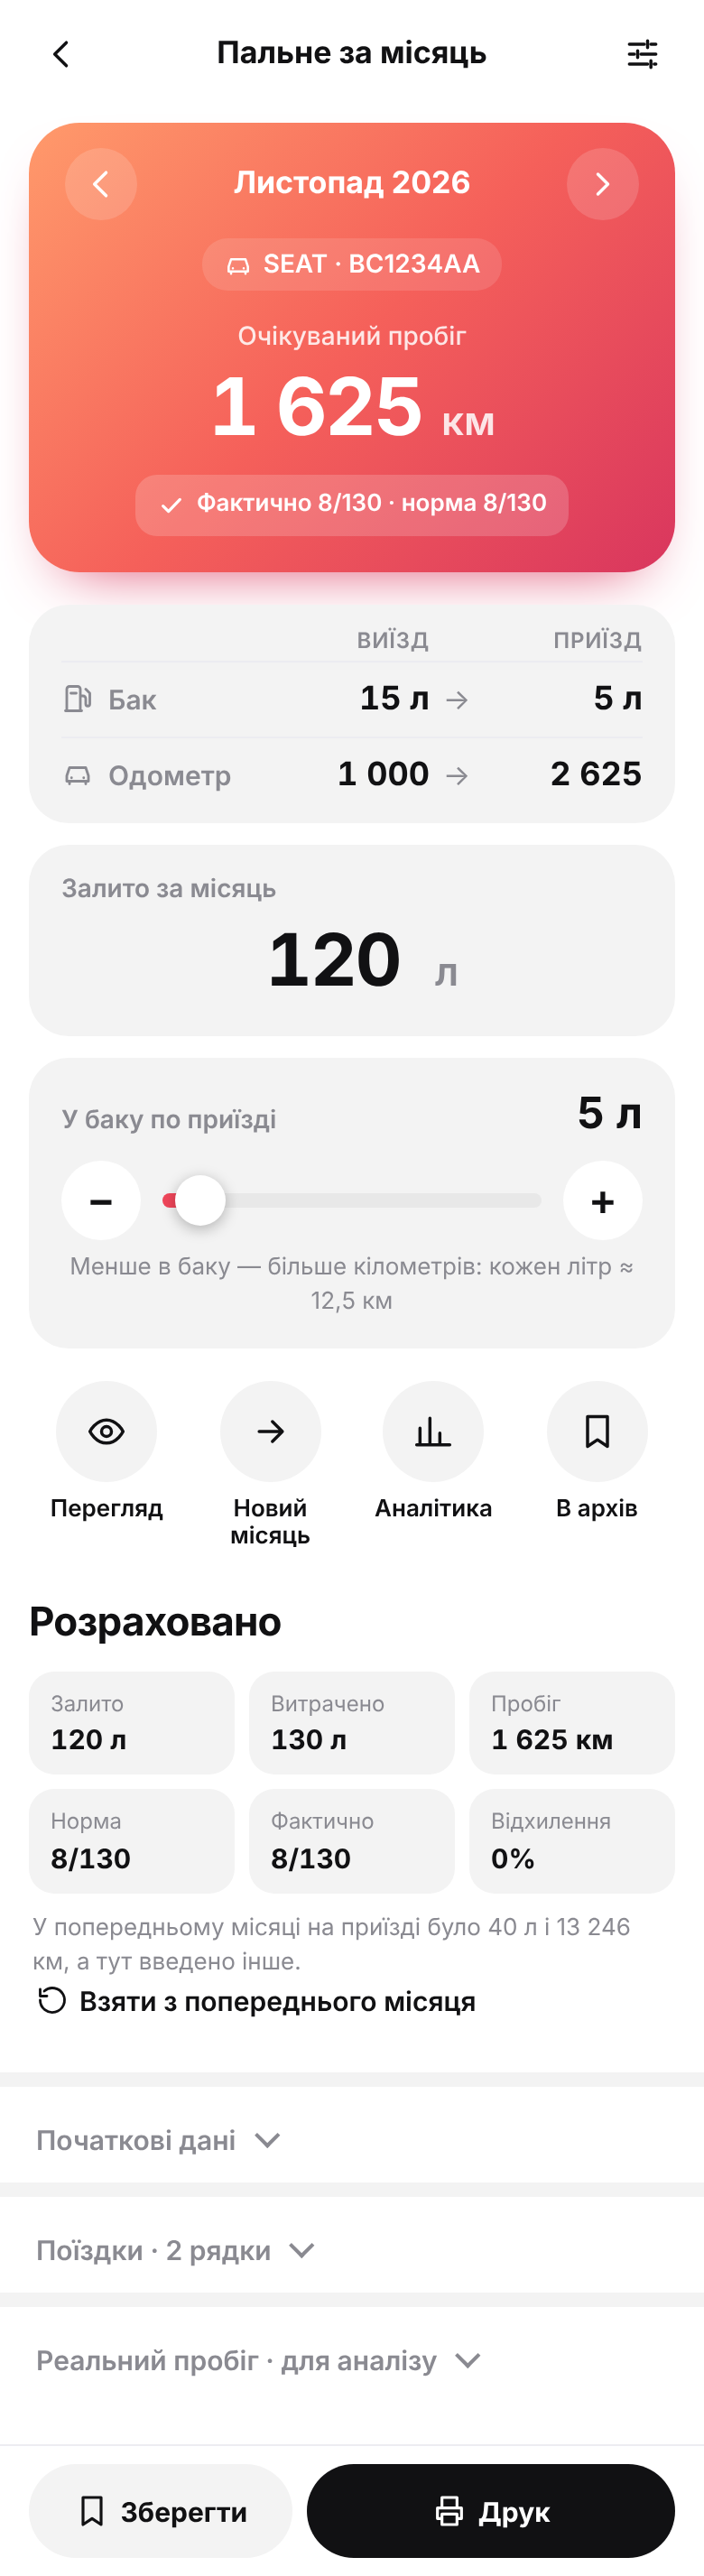 Пальне за місяць
Листопад 2026
SEAT · BC1234AA
Очікуваний пробіг
1 625 км
Фактично 8/130 · норма 8/130
ВИЇЗД ПРИЇЗД
Бак 15 л → 5 л
Одометр 1 000 → 2 625
Залито за місяць
120 л
У баку по приїзді 5 л
− +
Менше в баку — більше кілометрів: кожен літр ≈
12,5 км
Перегляд Новий місяць Аналітика В архів
Розраховано
Залито Витрачено Пробіг
120 л 130 л 1 625 км
Норма Фактично Відхилення
8/130 8/130 0%
У попередньому місяці на приїзді було 40 л і 13 246
км, а тут введено інше.
Взяти з попереднього місяця
Початкові дані
Поїздки · 2 рядки
Реальний пробіг · для аналізу
Зберегти Друк